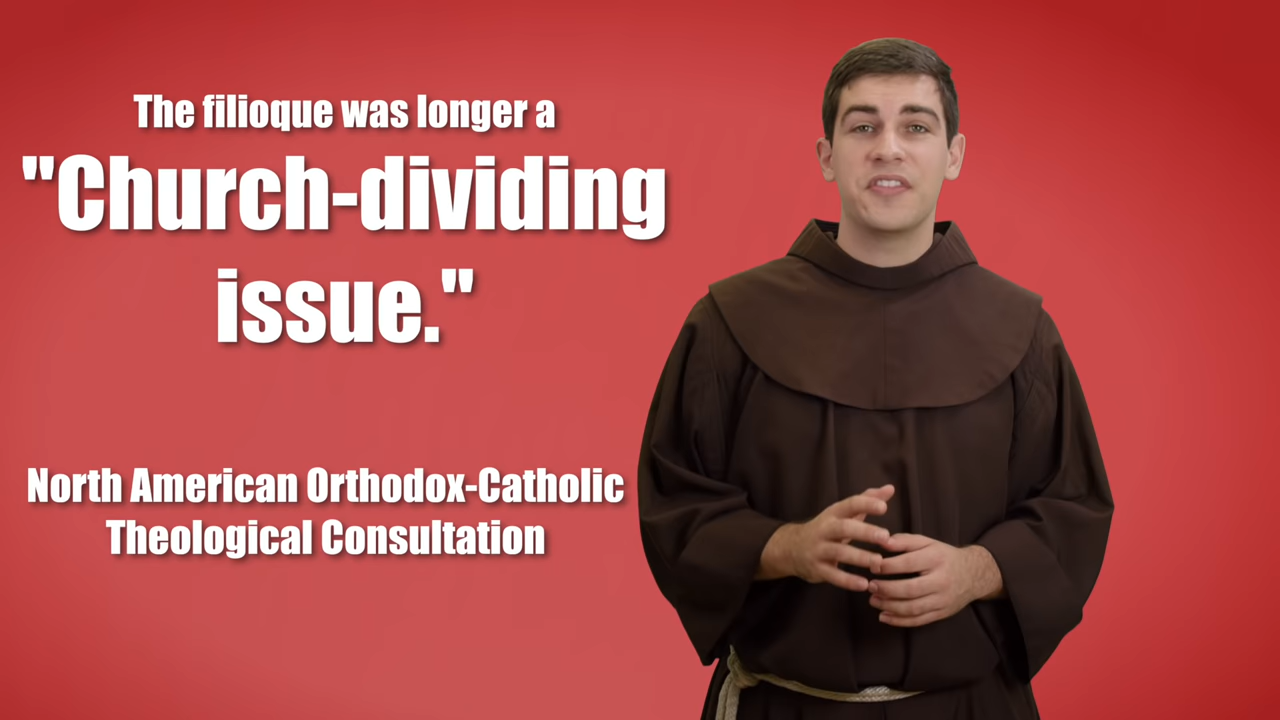 The filioque was longer a
"Church-dividing
issue."
North American Orthodox-Catholic
Theological Consultation